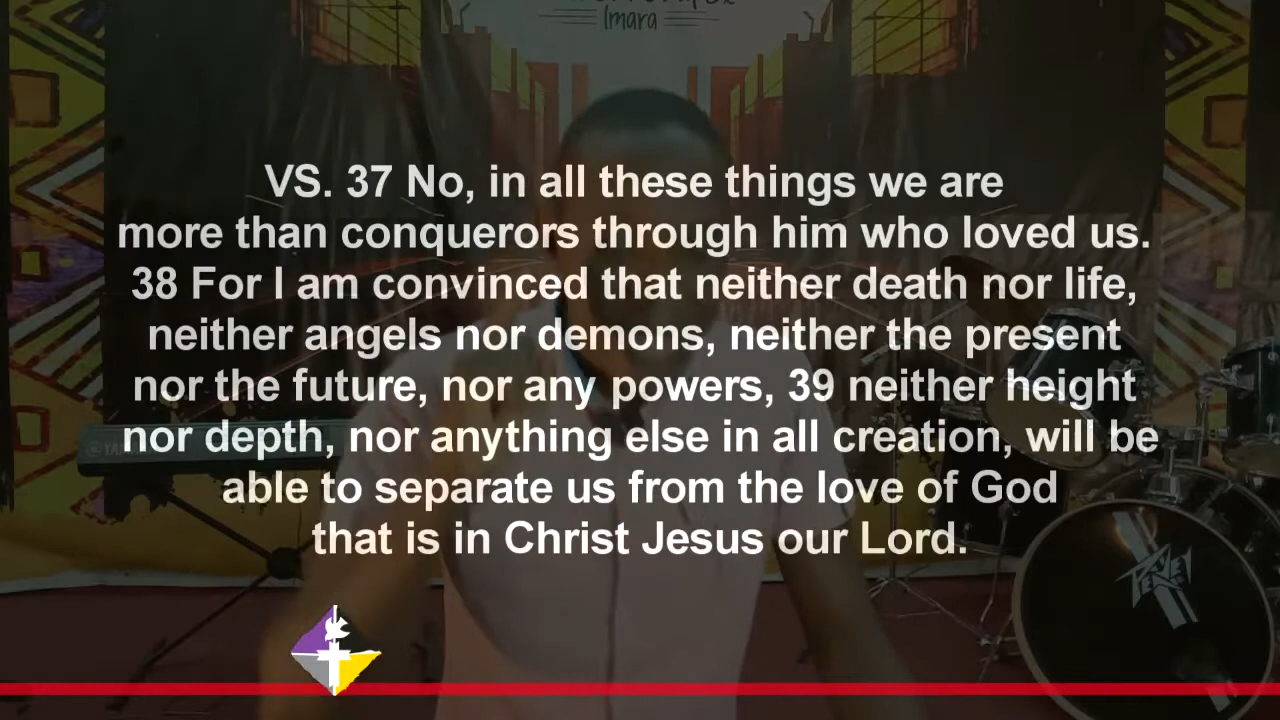 Imara
VS. 37 No, in all these things we are
more than conquerors through him who loved us.
38 For I am convinced that neither death nor life,
neither angels nor demons, neither the present
nor the future, nor any powers, 39 neither height
nor depth, nor anything else in all creation, will be
able to separate us from the love of God
that is in Christ Jesus our Lord.